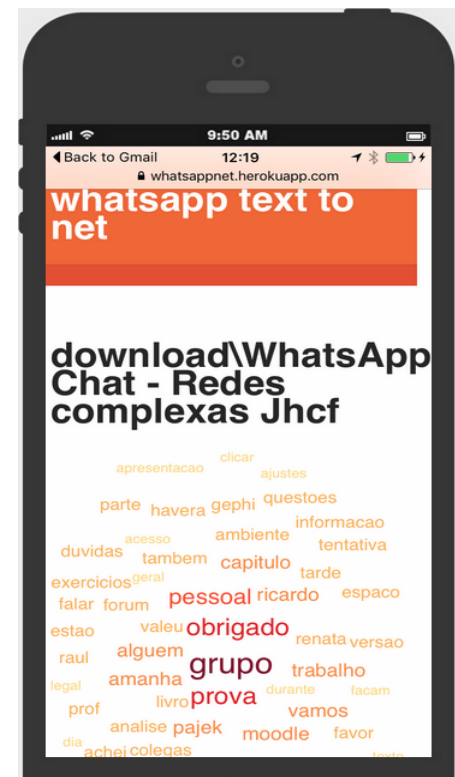 9:50 AM
Back to Gmail 12:19
whatsappnet.herokuapp.com
whatsapp text to
net
download\WhatsApp
Chat - Redes
complexas Jhcf
clicar
apresentacao
ajustes
parte havera gephi questoes
informacao
acesso ambiente
tentativa
duvidas tambem capitulo
tarde
exercicios geral
espaco
falar forum pessoal ricardo
estao valeu obrigado
renata versao
raul alguem
grupo trabalho
legal amanha
durante facam
prof livro prova vamos
analise pajek moodle favor
dia
achei colegas
texto